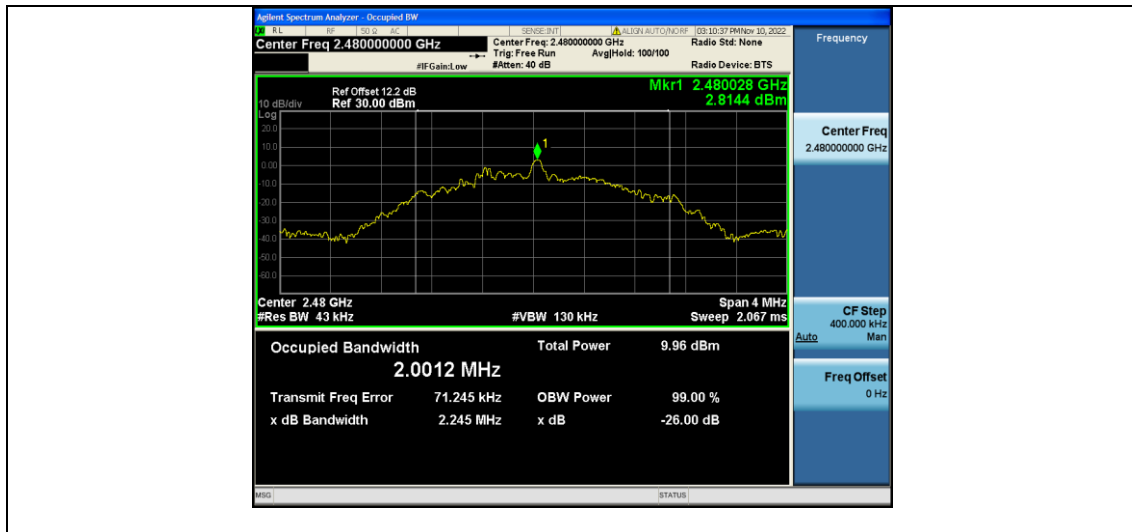 Agilent Spectrum Analyzer - Occupied BW
RL RF 50 Ω AC SENSE:INT ALIGN AUTO/NO RF 03:10:37 PM Nov 10, 2022
Center Freq 2.480000000 GHz
Center Freq: 2.480000000 GHz Radio Std: None
Trig: Free Run Avg|Hold: 100/100
#IFGain:Low #Atten: 40 dB Radio Device: BTS
Mkr1 2.480028 GHz
2.8144 dBm
Ref Offset 12.2 dB
10 dB/div Ref 30.00 dBm
Log
20.0
10.0
0.00
-10.0
-20.0
-30.0
-40.0
-50.0
-60.0
1
Center 2.48 GHz Span 4 MHz
#Res BW 43 kHz #VBW 130 kHz Sweep 2.067 ms
Occupied Bandwidth Total Power 9.96 dBm
2.0012 MHz
Transmit Freq Error 71.245 kHz OBW Power 99.00 %
x dB Bandwidth 2.245 MHz x dB -26.00 dB
MSG STATUS
Frequency
Center Freq
2.480000000 GHz
CF Step
400.000 kHz
Auto Man
Freq Offset
0 Hz